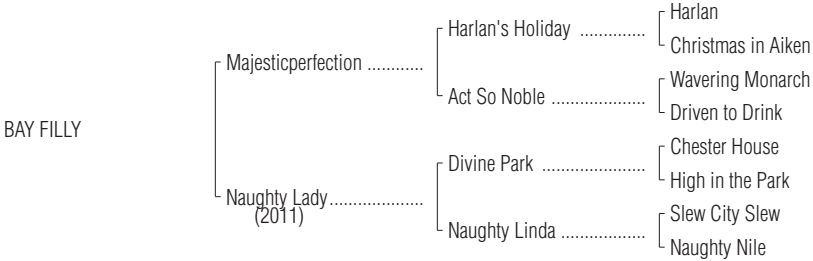 Harlan
Harlan's Holiday ..............
Christmas in Aiken
Majesticperfection ............
Wavering Monarch
Act So Noble ....................
Driven to Drink
BAY FILLY
Chester House
Divine Park ......................
High in the Park
Naughty Lady....................
(2011)
Slew City Slew
Naughty Linda ..................
Naughty Nile